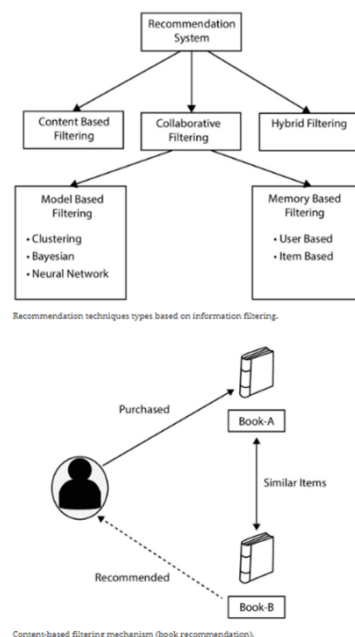 Recommendation
System
Content Based
Filtering
Collaborative
Filtering
Hybrid Filtering
Model Based
Filtering
• Clustering
• Bayesian
• Neural Network
Memory Based
Filtering
• User Based
• Item Based
Recommendation techniques types based on information filtering.
Purchased
Book-A
Similar Items
Recommended
Book-B
Content-based filtering mechanism (book recommendation).